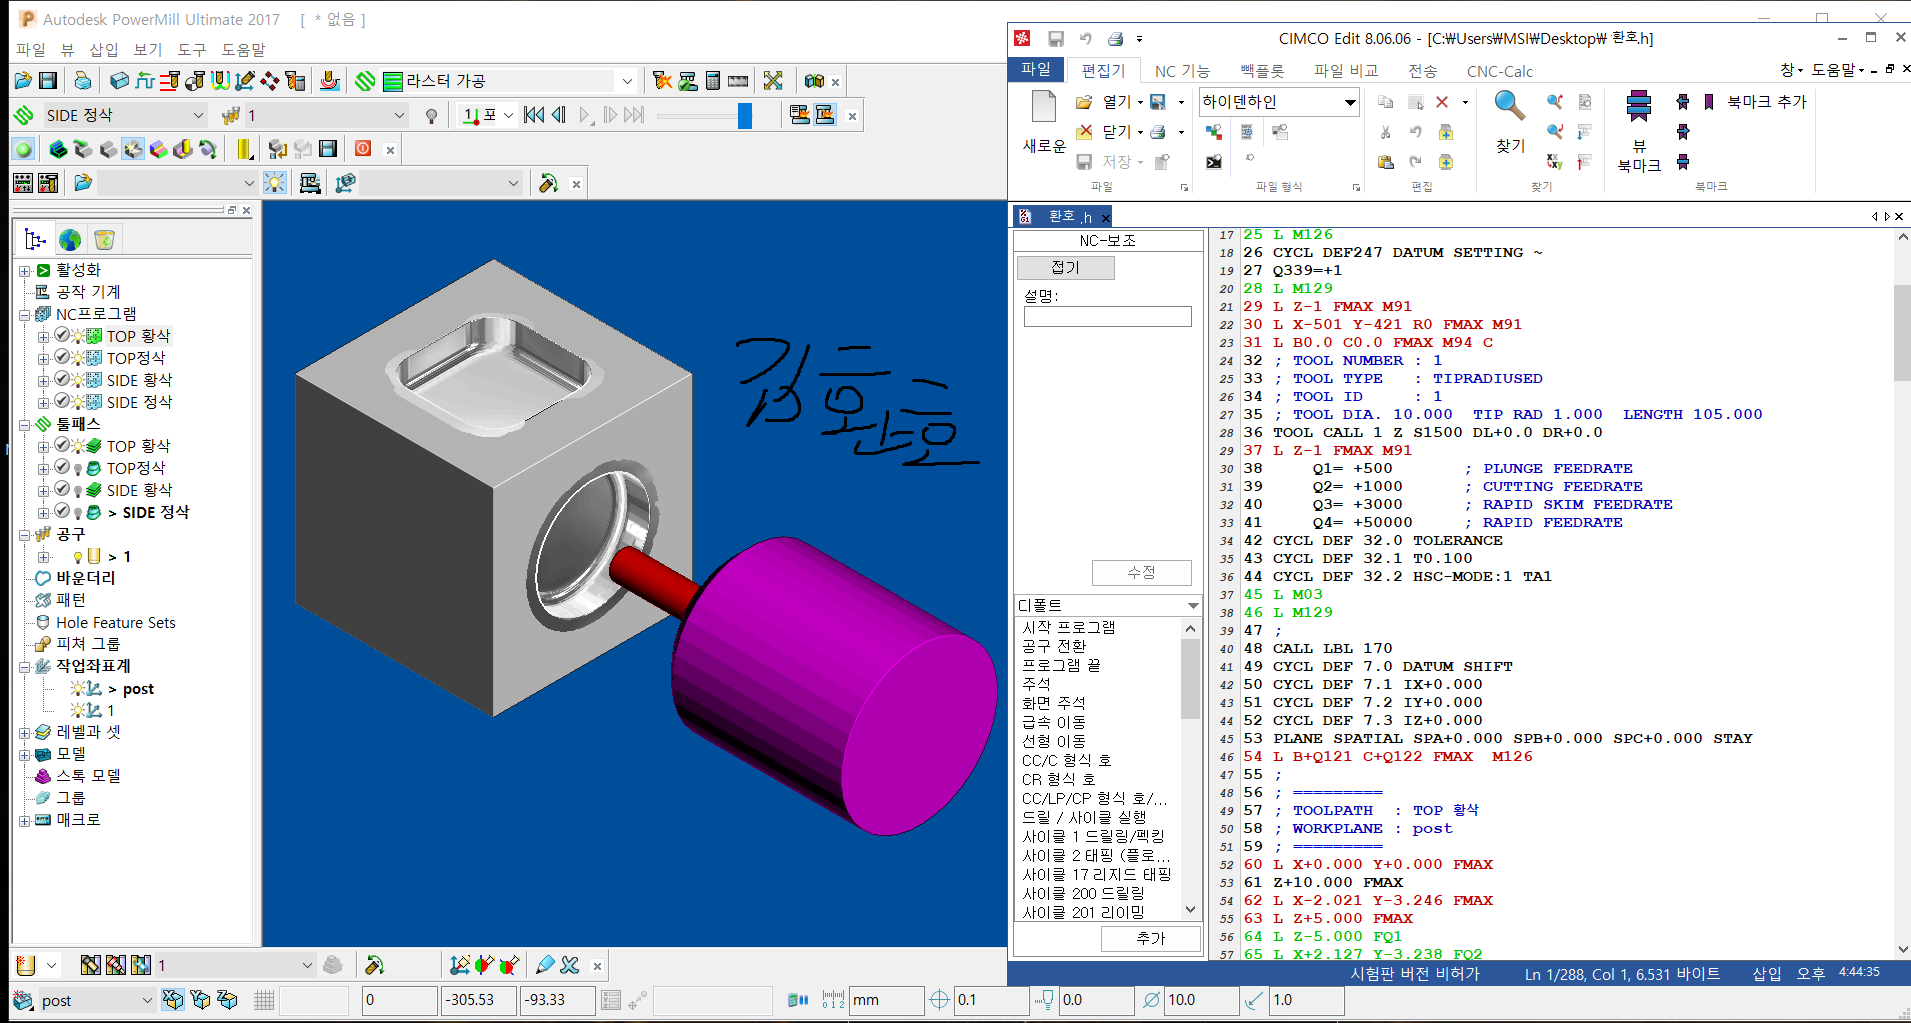 Autodesk PowerMill Ultimate 2017 [ * 없음 ]
파일 뷰 삽입 보기 도구 도움말
라스터 가공
SIDE 정삭 1 1 포
활성화
공작 기계
NC프로그램
TOP 황삭
TOP정삭
SIDE 황삭
SIDE 정삭
툴패스
TOP 황삭
TOP정삭
SIDE 황삭
> SIDE 정삭
공구
> 1
바운더리
패턴
Hole Feature Sets
피쳐 그룹
작업좌표계
> post
1
레벨과 셋
모델
스톡 모델
그룹
매크로
김환호
1
post 0 -305.53 -93.33 mm 0.1 0.0 10.0 1.0
CIMCO Edit 8.06.06 - [C:₩Users₩MSI₩Desktop₩ 환호.h]
파일 편집기 NC 기능 백플롯 파일 비교 전송 CNC-Calc 창 도움말
새로운 열기 닫기 저장 하이덴하인 찾기 뷰 북마크 북마크 추가
파일 파일 형식 편집 찾기 북마크
환호 .h
NC-보조
접기
설명:
수정
디폴트
시작 프로그램
공구 전환
프로그램 끝
주석
화면 주석
급속 이동
선형 이동
CC/C 형식 호
CR 형식 호
CC/LP/CP 형식 호/...
드릴 / 사이클 실행
사이클 1 드릴링/펙킹
사이클 2 태핑 (플로...
사이클 17 리지드 태핑
사이클 200 드릴링
사이클 201 리이밍
추가
17 25 L M126
18 26 CYCL DEF247 DATUM SETTING ~
19 27 Q339=+1
20 28 L M129
21 29 L Z-1 FMAX M91
22 30 L X-501 Y-421 R0 FMAX M91
23 31 L B0.0 C0.0 FMAX M94 C
24 32 ; TOOL NUMBER : 1
25 33 ; TOOL TYPE : TIPRADIUSED
26 34 ; TOOL ID : 1
27 35 ; TOOL DIA. 10.000 TIP RAD 1.000 LENGTH 105.000
28 36 TOOL CALL 1 Z S1500 DL+0.0 DR+0.0
29 37 L Z-1 FMAX M91
30 38 Q1= +500 ; PLUNGE FEEDRATE
31 39 Q2= +1000 ; CUTTING FEEDRATE
32 40 Q3= +3000 ; RAPID SKIM FEEDRATE
33 41 Q4= +50000 ; RAPID FEEDRATE
34 42 CYCL DEF 32.0 TOLERANCE
35 43 CYCL DEF 32.1 T0.100
36 44 CYCL DEF 32.2 HSC-MODE:1 TA1
37 45 L M03
38 46 L M129
39 47 ;
40 48 CALL LBL 170
41 49 CYCL DEF 7.0 DATUM SHIFT
42 50 CYCL DEF 7.1 IX+0.000
43 51 CYCL DEF 7.2 IY+0.000
44 52 CYCL DEF 7.3 IZ+0.000
45 53 PLANE SPATIAL SPA+0.000 SPB+0.000 SPC+0.000 STAY
46 54 L B+Q121 C+Q122 FMAX M126
47 55 ;
48 56 ; =========
49 57 ; TOOLPATH : TOP 황삭
50 58 ; WORKPLANE : post
51 59 ; =========
52 60 L X+0.000 Y+0.000 FMAX
53 61 Z+10.000 FMAX
54 62 L X-2.021 Y-3.246 FMAX
55 63 L Z+5.000 FMAX
56 64 L Z-5.000 FQ1
57 65 L X+2.127 Y-3.238 FQ2
시험판 버전 비허가 Ln 1/288, Col 1, 6.531 바이트 삽입 오후 4:44:35